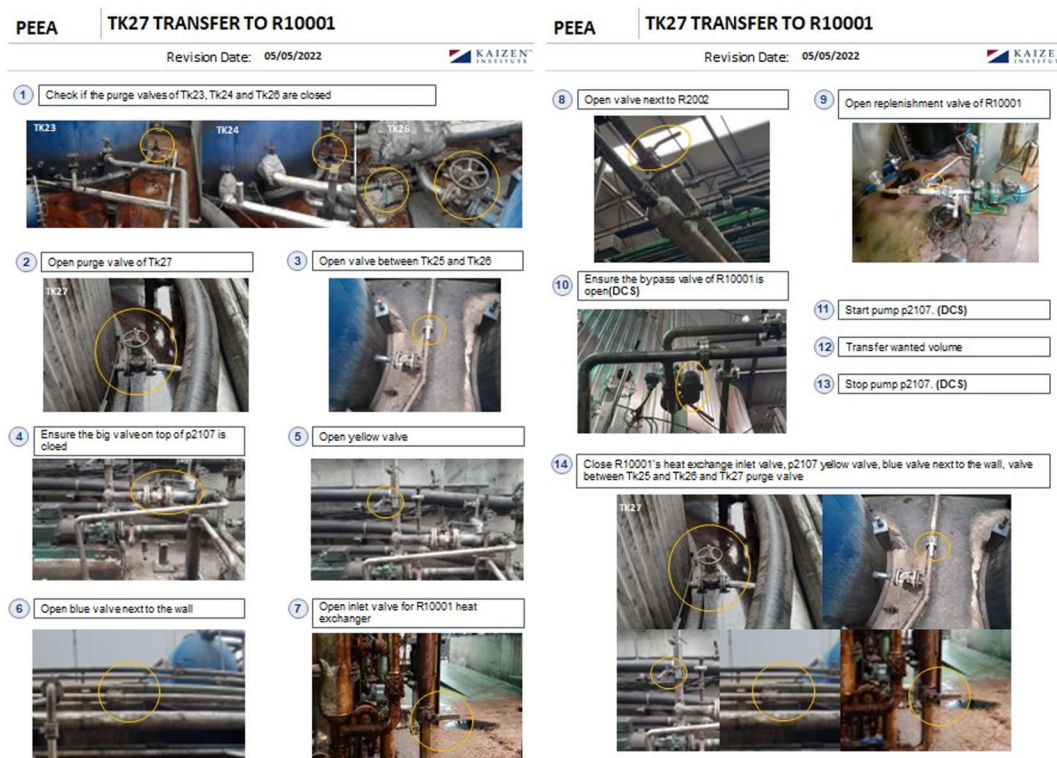 PEEA
TK27 TRANSFER TO R10001
Revision Date: 05/05/2022
KAIZEN
INSTITUTE
1
Check if the purge valves of Tk23, Tk24 and Tk26 are closed
TK23
TK24
TK26
2
Open purge valve of Tk27
TK27
3
Open valve between Tk25 and Tk26
4
Ensure the big valve on top of p2107 is
cloed
5
Open yellow valve
6
Open blue valve next to the wall
7
Open inlet valve for R10001 heat
exchanger
PEEA
TK27 TRANSFER TO R10001
Revision Date: 05/05/2022
KAIZEN
INSTITUTE
8
Open valve next to R2002
9
Open replenishment valve of R10001
10
Ensure the bypass valve of R10001 is
open(DCS)
11
Start pump p2107. (DCS)
12
Transfer wanted volume
13
Stop pump p2107. (DCS)
14
Close R10001's heat exchange inlet valve, p2107 yellow valve, blue valve next to the wall, valve
between Tk25 and Tk26 and Tk27 purge valve
TK27